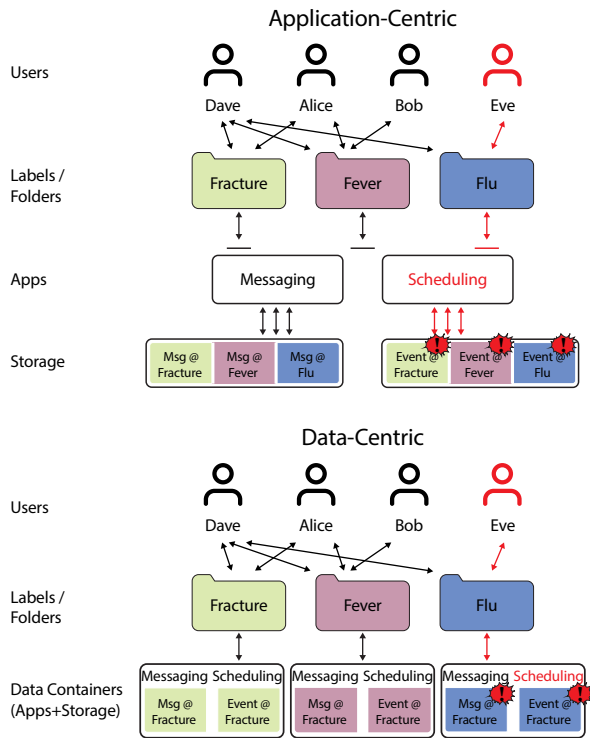 Application-Centric
Users
Dave Alice Bob Eve
Labels /
Folders
Fracture Fever Flu
Apps
Messaging Scheduling
Storage
Msg @ Msg @ Msg @ Event @ Event @ Event @
Fracture Fever Flu Fracture Fever Flu
Data-Centric
Users
Dave Alice Bob Eve
Labels /
Folders
Fracture Fever Flu
Messaging Scheduling Messaging Scheduling Messaging Scheduling
Data Containers
(Apps+Storage)
Msg @ Event @ Msg @ Event @ Msg @ Event @
Fracture Fracture Fracture Fracture Fracture Fracture